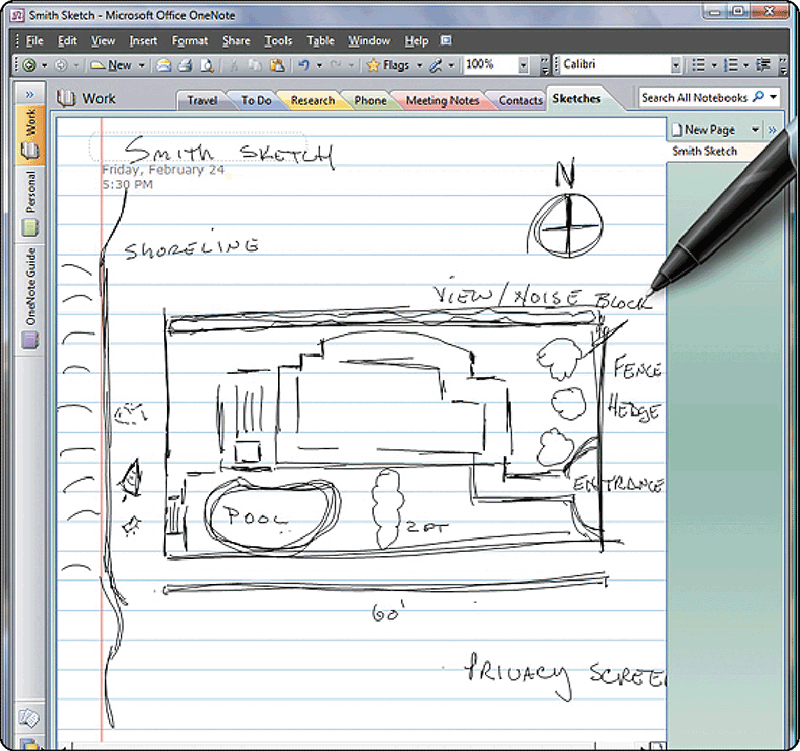 Smith Sketch - Microsoft Office OneNote
File Edit View Insert Format Share Tools Table Window Help
New Flags 100% Calibri
» Work Travel To Do Research Phone Meeting Notes Contacts Sketches Search All Notebooks
Work
Personal
OneNote Guide
New Page »
Smith Sketch
SMITH SKETCH
Friday, February 24
5:30 PM
N
SHORELINE
VIEW/NOISE BLOCK
FENCE
HEDGE
ENTRANCE
POOL
2 PT
60'
PRIVACY SCREE